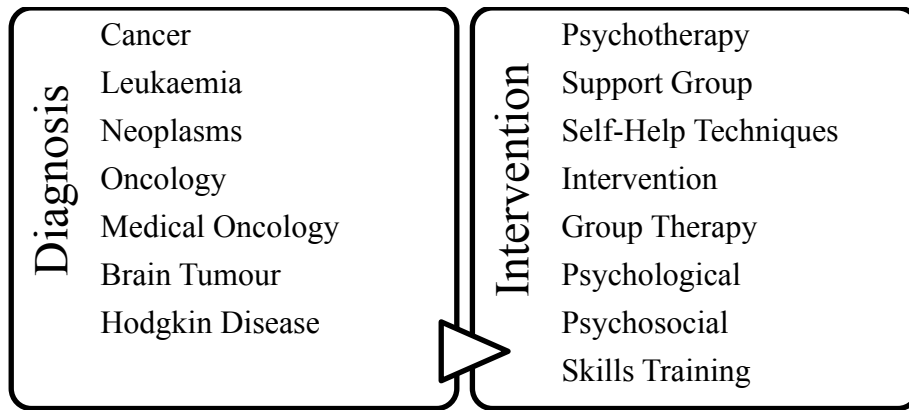 Diagnosis
Cancer
Leukaemia
Neoplasms
Oncology
Medical Oncology
Brain Tumour
Hodgkin Disease
Intervention
Psychotherapy
Support Group
Self-Help Techniques
Intervention
Group Therapy
Psychological
Psychosocial
Skills Training